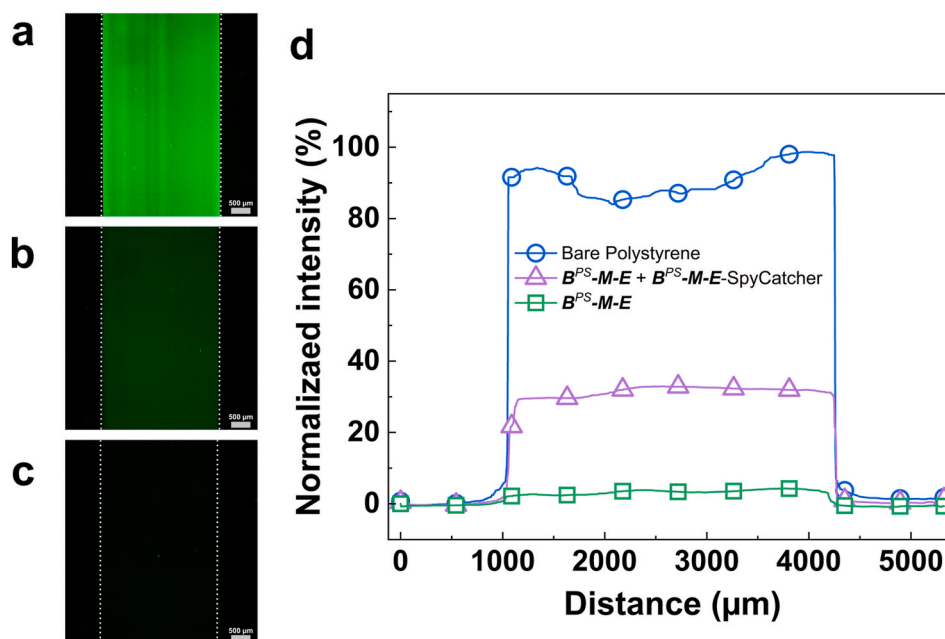 a
500 µm
b
500 µm
c
500 µm
d
Normalizaed intensity (%)
100
80
60
40
20
0
Bare Polystyrene
B^PS-M-E + B^PS-M-E-SpyCatcher
B^PS-M-E
0 1000 2000 3000 4000 5000
Distance (µm)